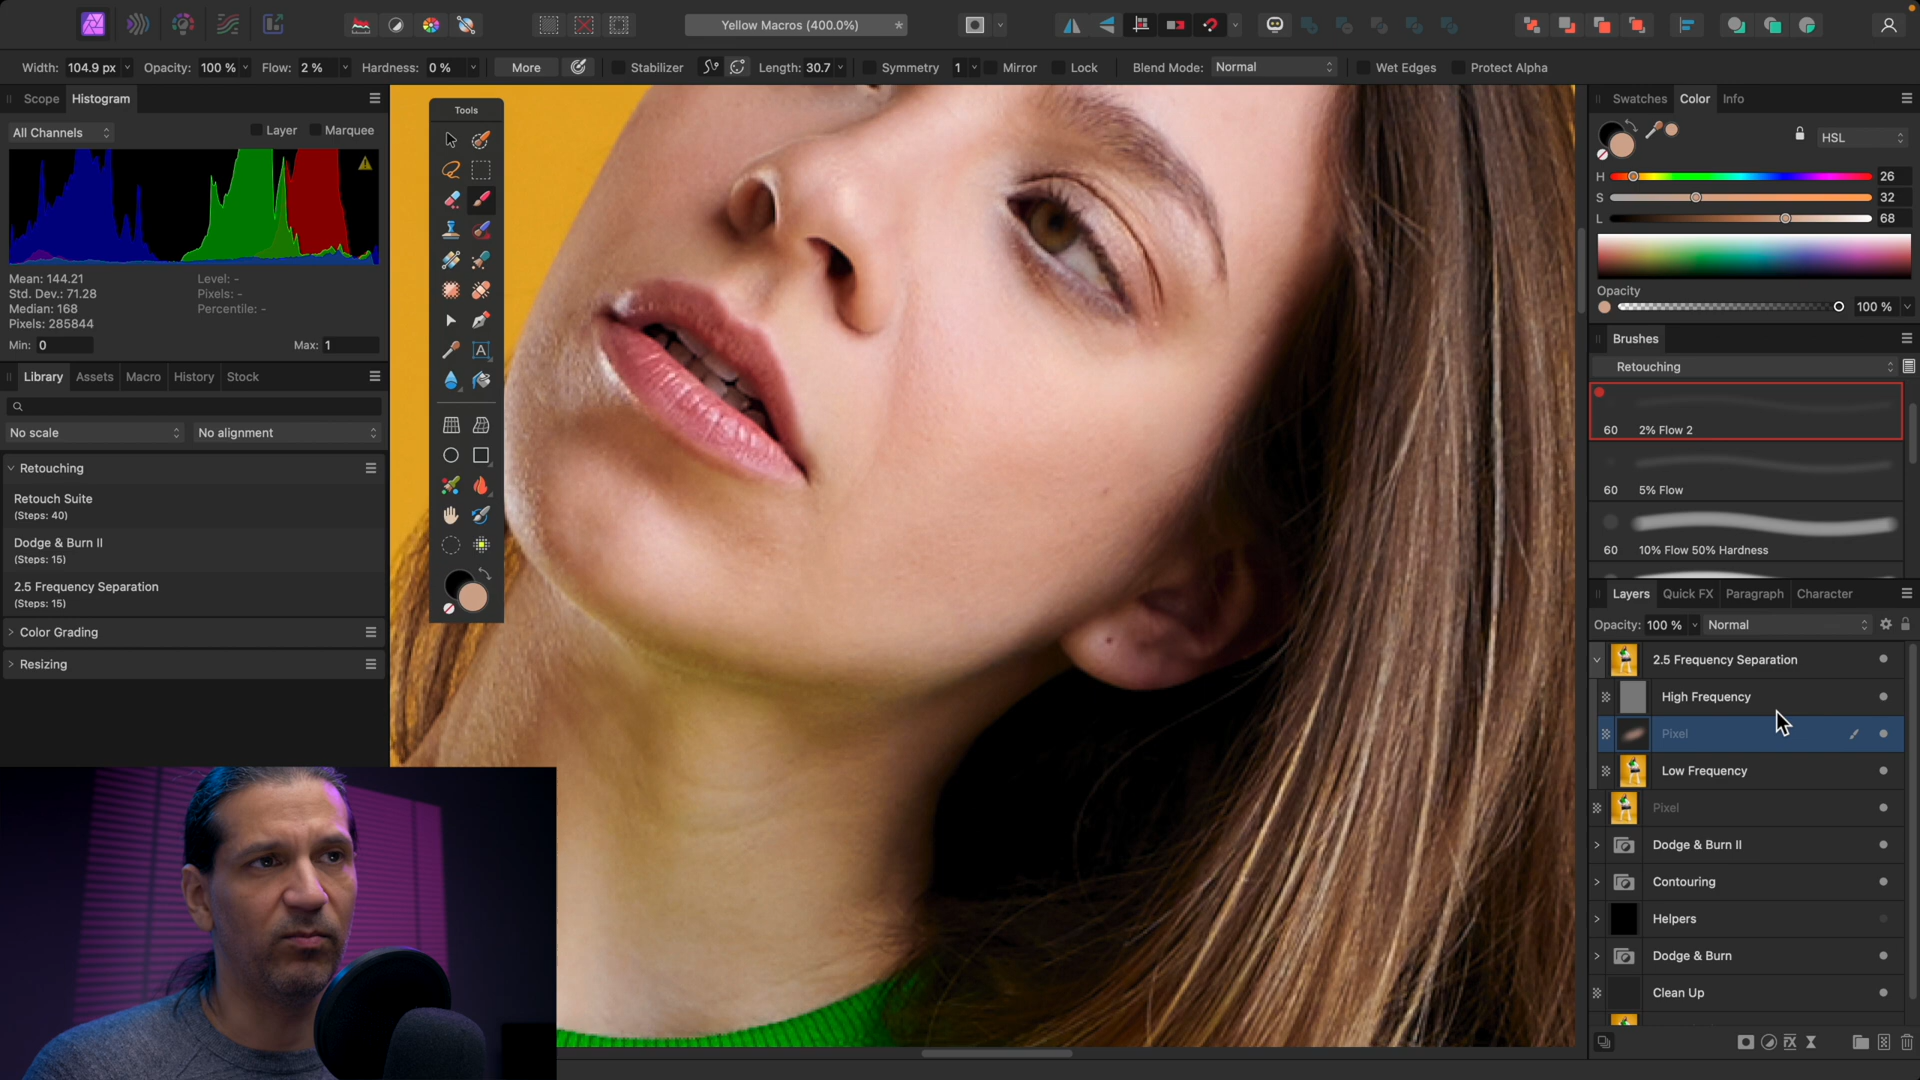 Yellow Macros (400.0%)
*
Width: 104.9 px
Opacity: 100 %
Flow: 2 %
Hardness: 0 %
More
Stabilizer
Length: 30.7
Symmetry
1
Mirror
Lock
Blend Mode: Normal
Wet Edges
Protect Alpha
Scope
Histogram
All Channels
Layer
Marquee
Mean: 144.21
Std. Dev.: 71.28
Median: 168
Pixels: 285844
Level: -
Pixels: -
Percentile: -
Min: 0
Max: 1
Library
Assets
Macro
History
Stock
No scale
No alignment
Retouching
Retouch Suite
(Steps: 40)
Dodge & Burn II
(Steps: 15)
2.5 Frequency Separation
(Steps: 15)
Color Grading
Resizing
Tools
A
Swatches
Color
Info
HSL
H
26
S
32
L
68
Opacity
100 %
Brushes
Retouching
60
2% Flow 2
60
5% Flow
60
10% Flow 50% Hardness
Layers
Quick FX
Paragraph
Character
Opacity: 100 %
Normal
2.5 Frequency Separation
High Frequency
Pixel
Low Frequency
Pixel
Dodge & Burn II
Contouring
Helpers
Dodge & Burn
Clean Up